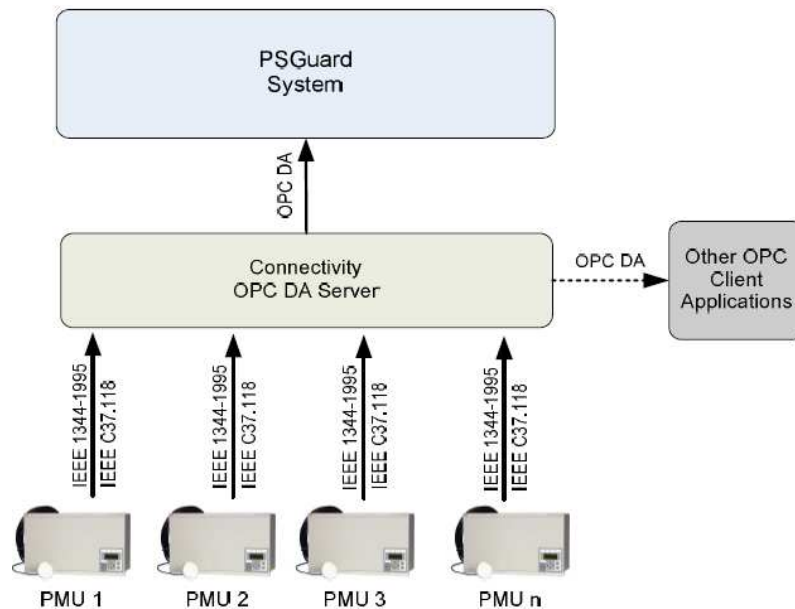 PSGuard
System
OPC DA
Connectivity
OPC DA Server
OPC DA
Other OPC
Client
Applications
IEEE 1344-1995
IEEE C37.118
IEEE 1344-1995
IEEE C37.118
IEEE 1344-1995
IEEE C37.118
IEEE 1344-1995
IEEE C37.118
PMU 1
PMU 2
PMU 3
PMU n